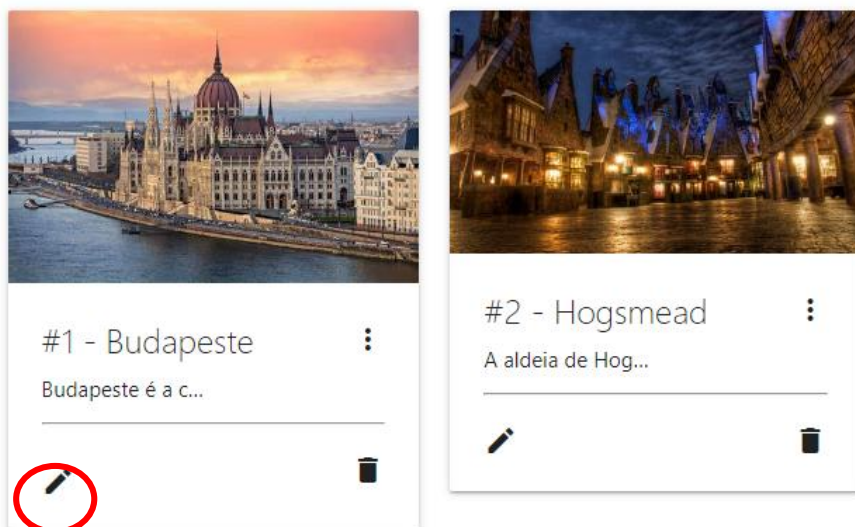 #1 - Budapeste
Budapeste é a c...
#2 - Hogsmead
A aldeia de Hog...